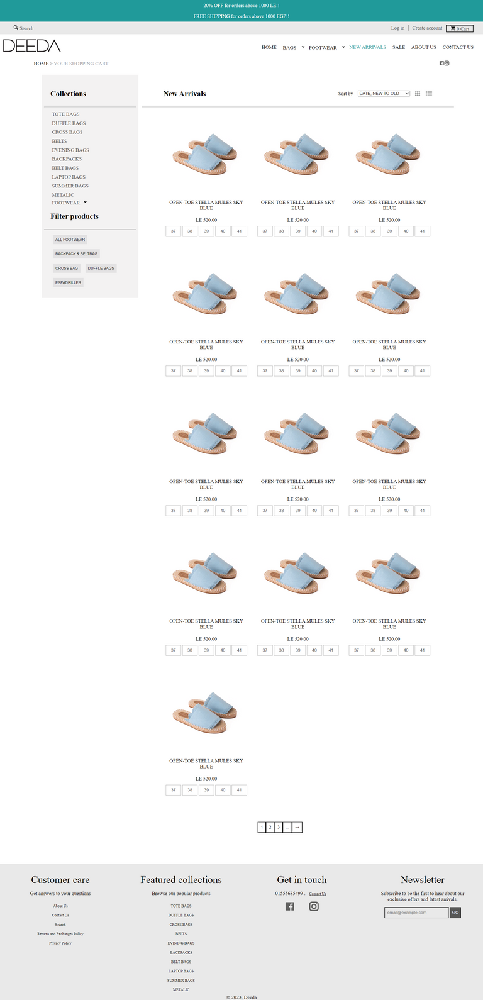 20% OFF for orders above 1000 LE!!
FREE SHIPPING for orders above 1000 EGP!!
Search
Log in
Create account
0 Cart
DEEDA
HOME
BAGS
FOOTWEAR
NEW ARRIVALS
SALE
ABOUT US
CONTACT US
HOME > YOUR SHOPPING CART
Collections
TOTE BAGS
DUFFLE BAGS
CROSS BAGS
BELTS
EVENING BAGS
BACKPACKS
BELT BAGS
LAPTOP BAGS
SUMMER BAGS
METALIC
FOOTWEAR
Filter products
ALL FOOTWEAR
BACKPACK & BELTBAG
CROSS BAG
DUFFLE BAGS
ESPADRILLES
New Arrivals
Sort by
DATE, NEW TO OLD
OPEN-TOE STELLA MULES SKY
BLUE
LE 520.00
37 38 39 40 41
OPEN-TOE STELLA MULES SKY
BLUE
LE 520.00
37 38 39 40 41
OPEN-TOE STELLA MULES SKY
BLUE
LE 520.00
37 38 39 40 41
OPEN-TOE STELLA MULES SKY
BLUE
LE 520.00
37 38 39 40 41
OPEN-TOE STELLA MULES SKY
BLUE
LE 520.00
37 38 39 40 41
OPEN-TOE STELLA MULES SKY
BLUE
LE 520.00
37 38 39 40 41
OPEN-TOE STELLA MULES SKY
BLUE
LE 520.00
37 38 39 40 41
OPEN-TOE STELLA MULES SKY
BLUE
LE 520.00
37 38 39 40 41
OPEN-TOE STELLA MULES SKY
BLUE
LE 520.00
37 38 39 40 41
OPEN-TOE STELLA MULES SKY
BLUE
LE 520.00
37 38 39 40 41
OPEN-TOE STELLA MULES SKY
BLUE
LE 520.00
37 38 39 40 41
OPEN-TOE STELLA MULES SKY
BLUE
LE 520.00
37 38 39 40 41
OPEN-TOE STELLA MULES SKY
BLUE
LE 520.00
37 38 39 40 41
1 2 3 ... →
Customer care
Get answers to your questions
About Us
Contact Us
Search
Returns and Exchanges Policy
Privacy Policy
Featured collections
Browse our popular products
TOTE BAGS
DUFFLE BAGS
CROSS BAGS
BELTS
EVINING BAGS
BACKPACKS
BELT BAGS
LAPTOP BAGS
SUMMER BAGS
METALIC
Get in touch
01555635499 . Contact Us
Newsletter
Subscribe to be the first to hear about our
exclusive offers and latest arrivals.
email@example.com
GO
© 2023, Deeda